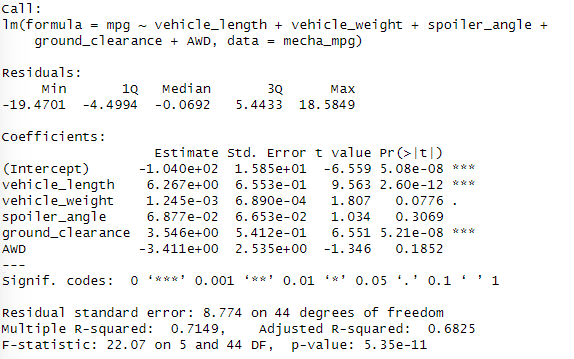 Call:
lm(formula = mpg ~ vehicle_length + vehicle_weight + spoiler_angle +
    ground_clearance + AWD, data = mecha_mpg)

Residuals:
     Min       1Q   Median       3Q      Max
-19.4701  -4.4994  -0.0692   5.4433  18.5849

Coefficients:
                   Estimate Std. Error t value Pr(>|t|)
(Intercept)      -1.040e+02  1.585e+01  -6.559 5.08e-08 ***
vehicle_length    6.267e+00  6.553e-01   9.563 2.60e-12 ***
vehicle_weight    1.245e-03  6.890e-04   1.807   0.0776 .
spoiler_angle     6.877e-02  6.653e-02   1.034   0.3069
ground_clearance  3.546e+00  5.412e-01   6.551 5.21e-08 ***
AWD              -3.411e+00  2.535e+00  -1.346   0.1852
---
Signif. codes:  0 ‘***’ 0.001 ‘**’ 0.01 ‘*’ 0.05 ‘.’ 0.1 ‘ ’ 1

Residual standard error: 8.774 on 44 degrees of freedom
Multiple R-squared:  0.7149,    Adjusted R-squared:  0.6825
F-statistic: 22.07 on 5 and 44 DF,  p-value: 5.35e-11